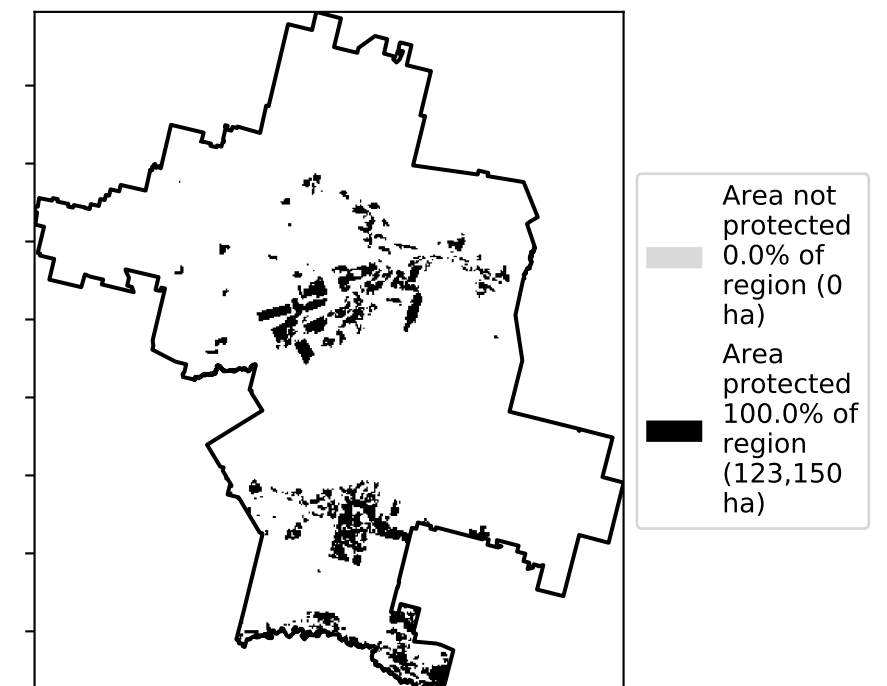 Area not
protected
0.0% of
region (0
ha)
Area
protected
100.0% of
region
(123,150
ha)